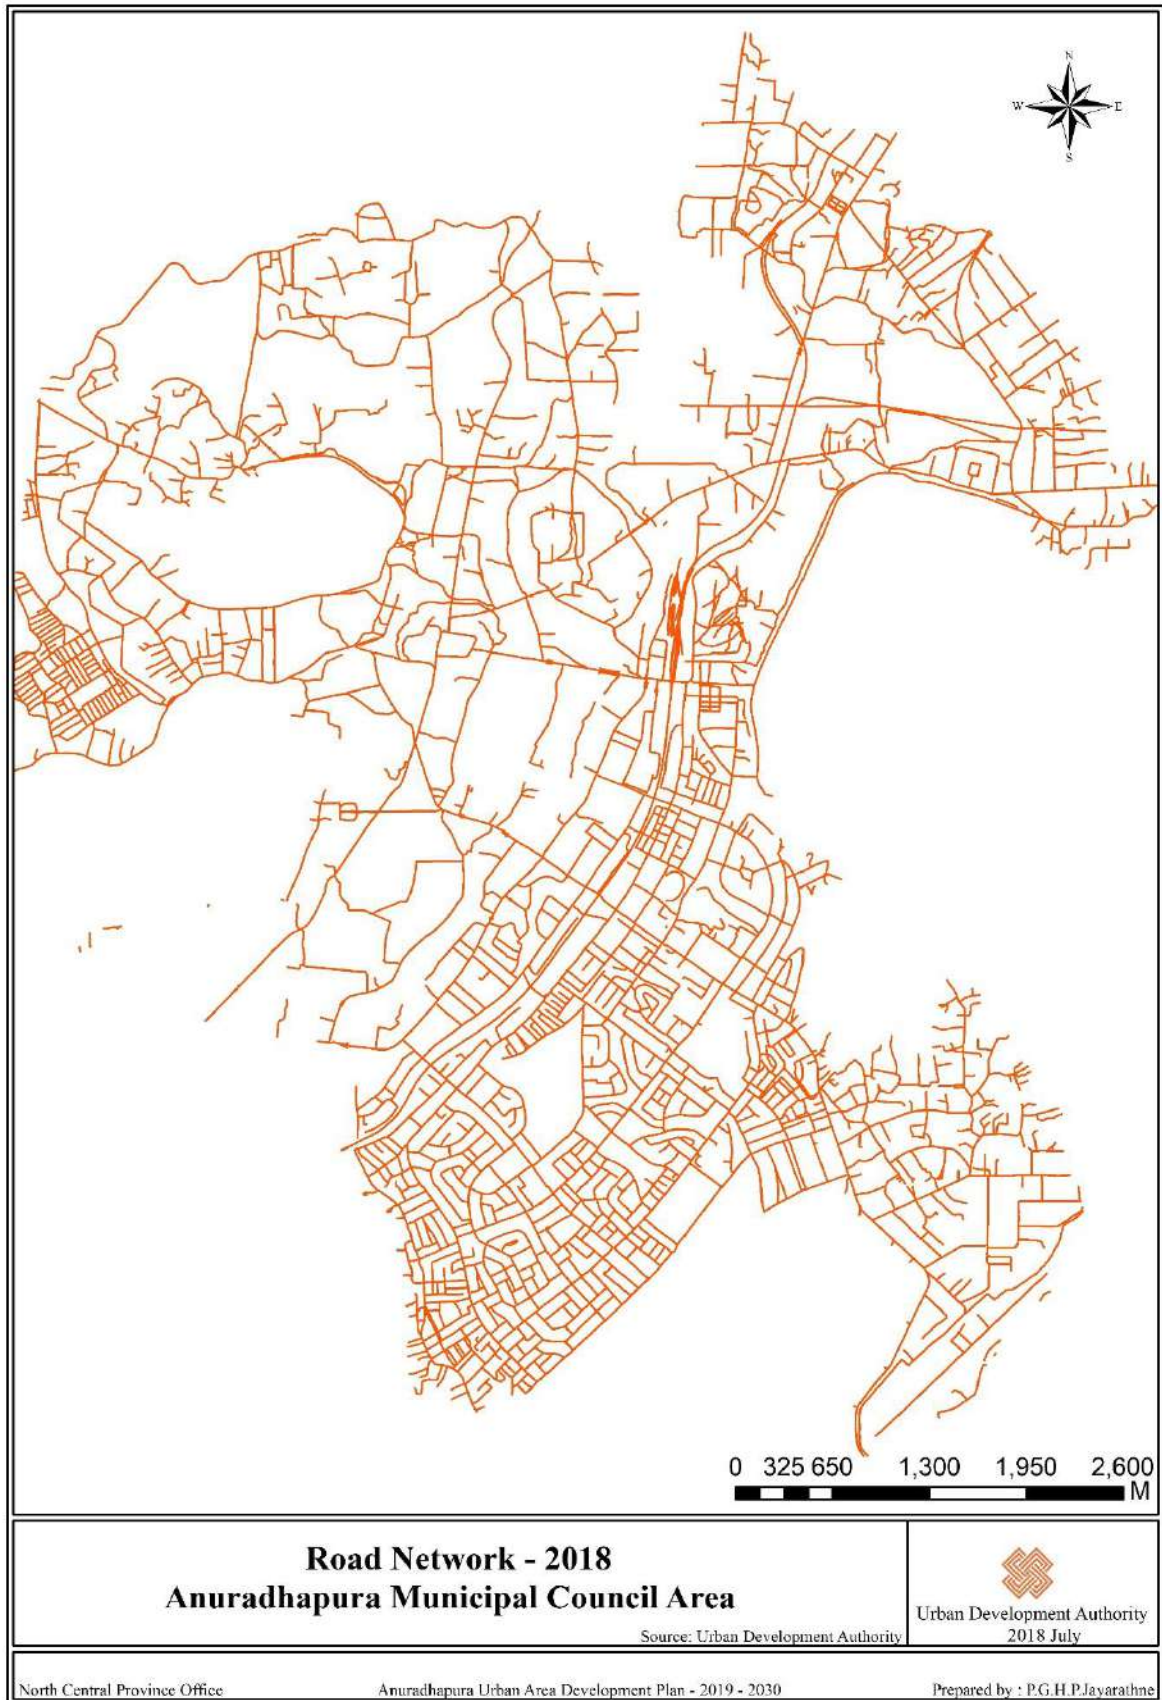 N
W E
S
0 325 650 1,300 1,950 2,600
M
Road Network - 2018
Anuradhapura Municipal Council Area
Source: Urban Development Authority
Urban Development Authority
2018 July
North Central Province Office
Anuradhapura Urban Area Development Plan - 2019 - 2030
Prepared by : P.G.H.P.Jayarathne